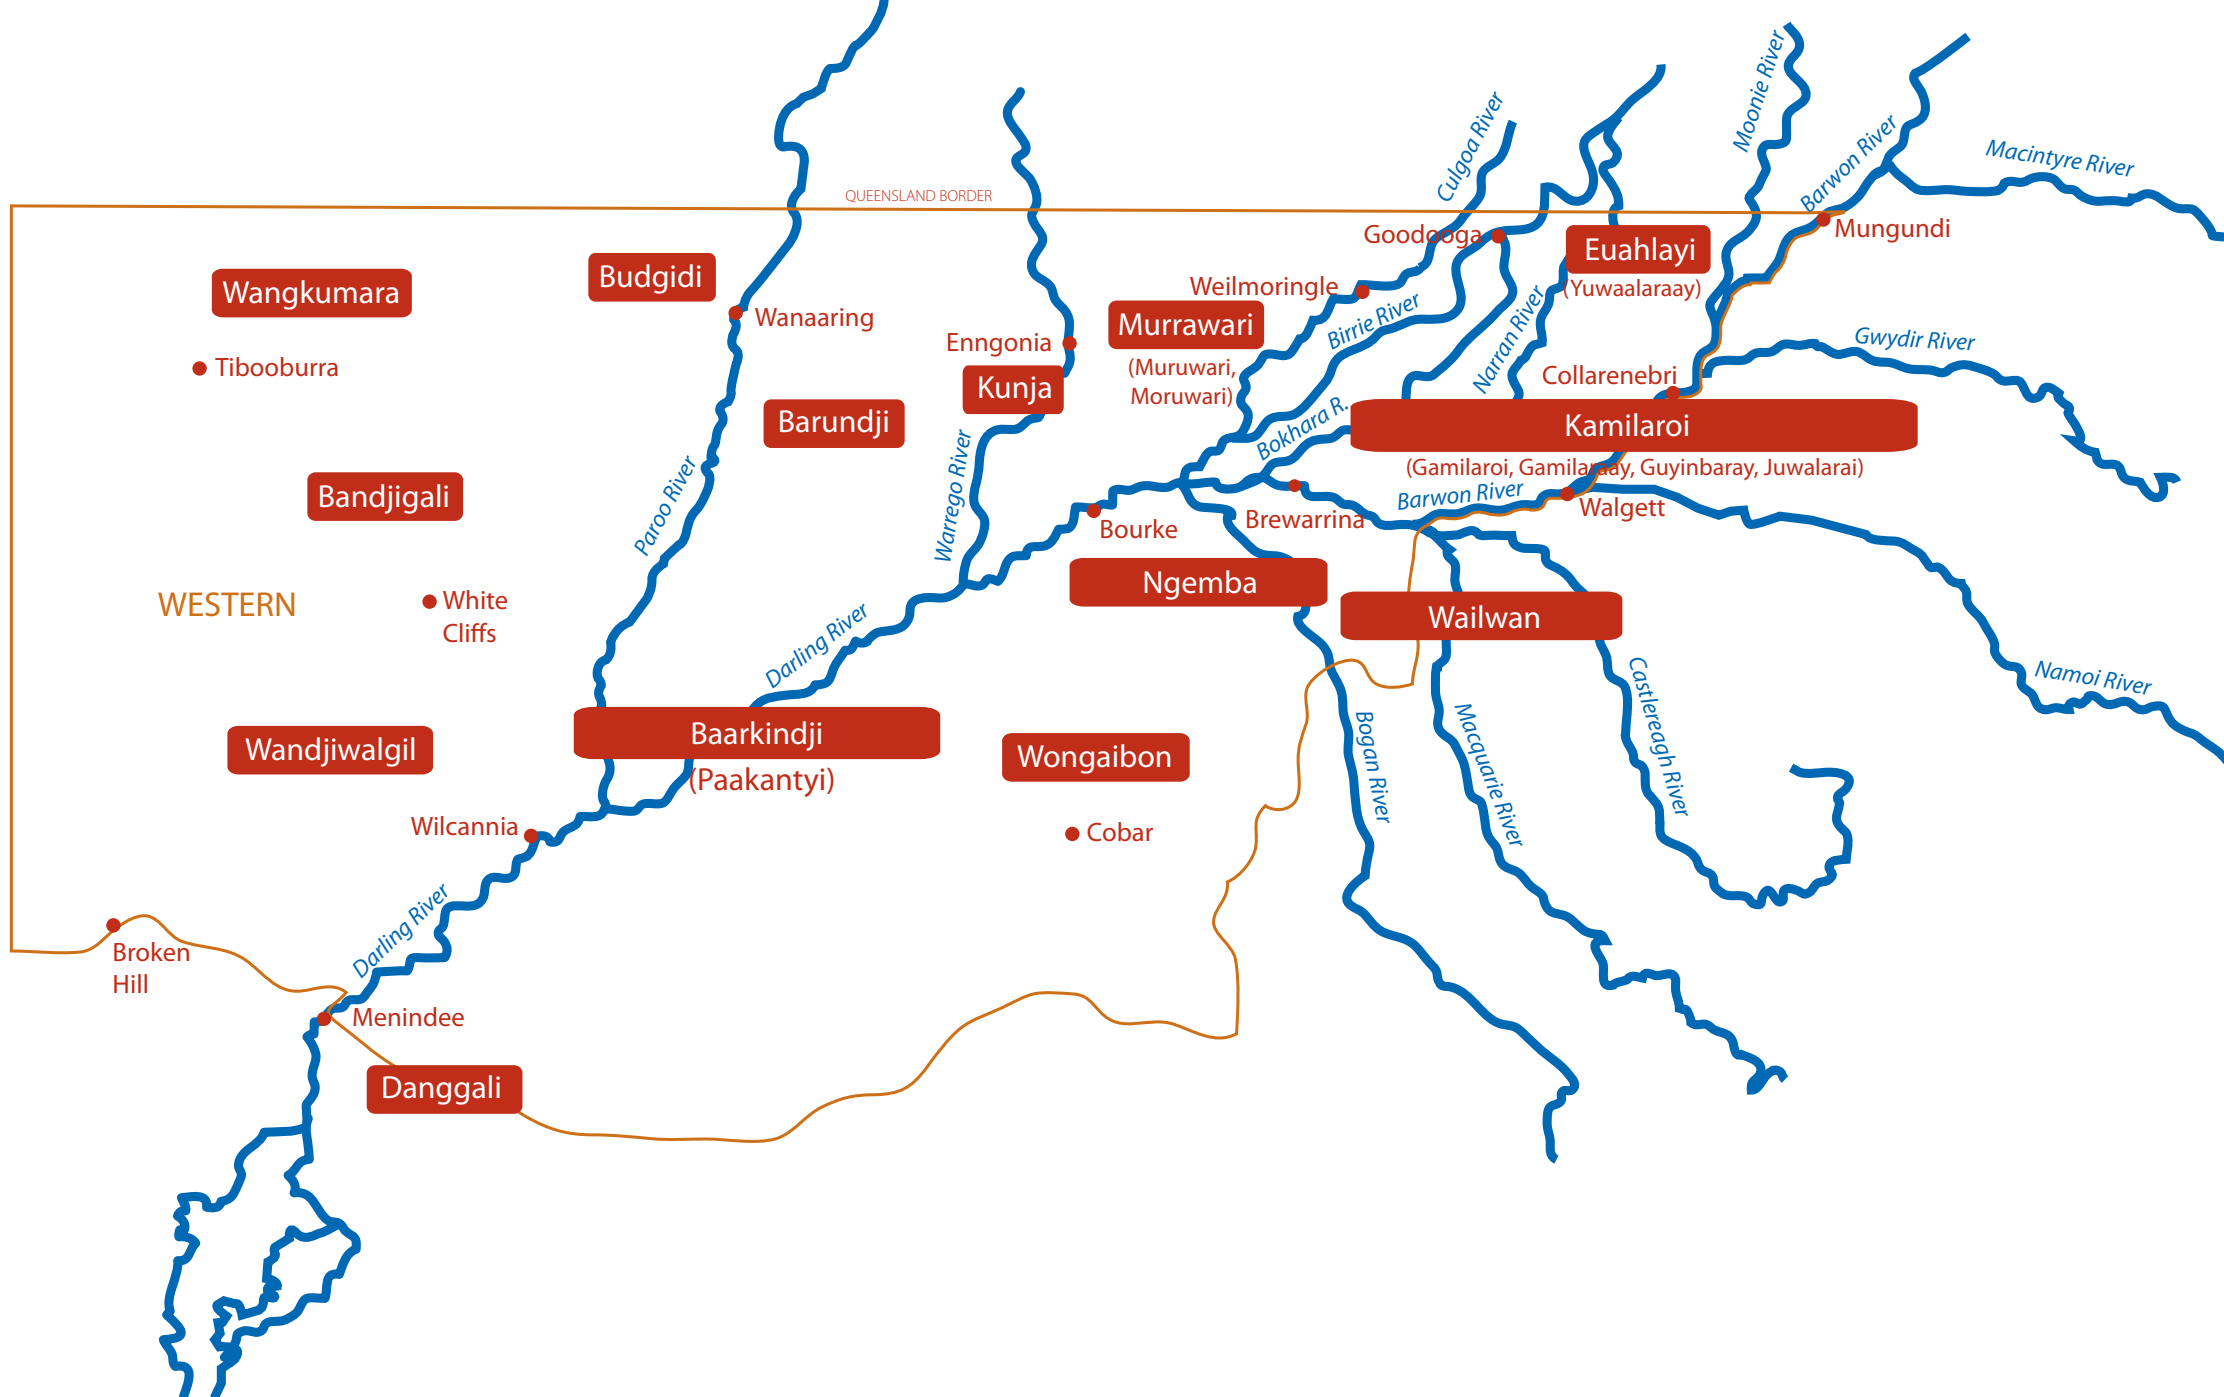 Culgoa River
Moonie River
Barwon River
Macintyre River
QUEENSLAND BORDER
Goodooga
Mungundi
Euahlayi
(Yuwaalaraay)
Wangkumara
Budgidi
Weilmoringle
Wanaaring
Murrawari
(Muruwari,
Moruwari)
Birrie River
Narran River
Gwydir River
Enngonia
Tibooburra
Kunja
Collarenebri
Barundji
Bokhara R.
Kamilaroi
(Gamilaroi, Gamilaraay, Guyinbaray, Juwalarai)
Bandjigali
Paroo River
Warrego River
Barwon River
Walgett
Bourke
Brewarrina
Ngemba
WESTERN
White
Cliffs
Wailwan
Darling River
Castlereagh River
Namoi River
Baarkindji
(Paakantyi)
Wandjiwalgil
Wongaibon
Bogan River
Macquarie River
Wilcannia
Cobar
Darling River
Broken
Hill
Menindee
Danggali